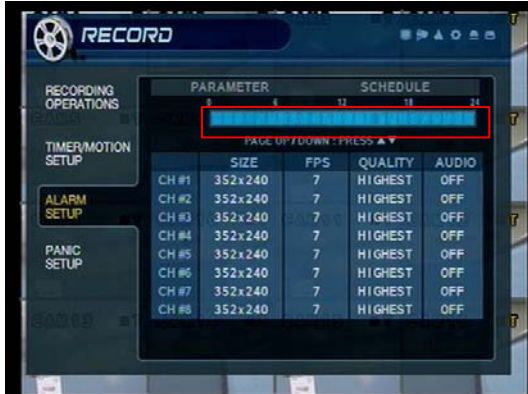 RECORD
RECORDING OPERATIONS
TIMER/MOTION SETUP
ALARM SETUP
PANIC SETUP
PARAMETER SCHEDULE
0 6 12 18 24
PAGE UP/DOWN : PRESS ▲▼
SIZE FPS QUALITY AUDIO
CH #1 352x240 7 HIGHEST OFF
CH #2 352x240 7 HIGHEST OFF
CH #3 352x240 7 HIGHEST OFF
CH #4 352x240 7 HIGHEST OFF
CH #5 352x240 7 HIGHEST OFF
CH #6 352x240 7 HIGHEST OFF
CH #7 352x240 7 HIGHEST OFF
CH #8 352x240 7 HIGHEST OFF